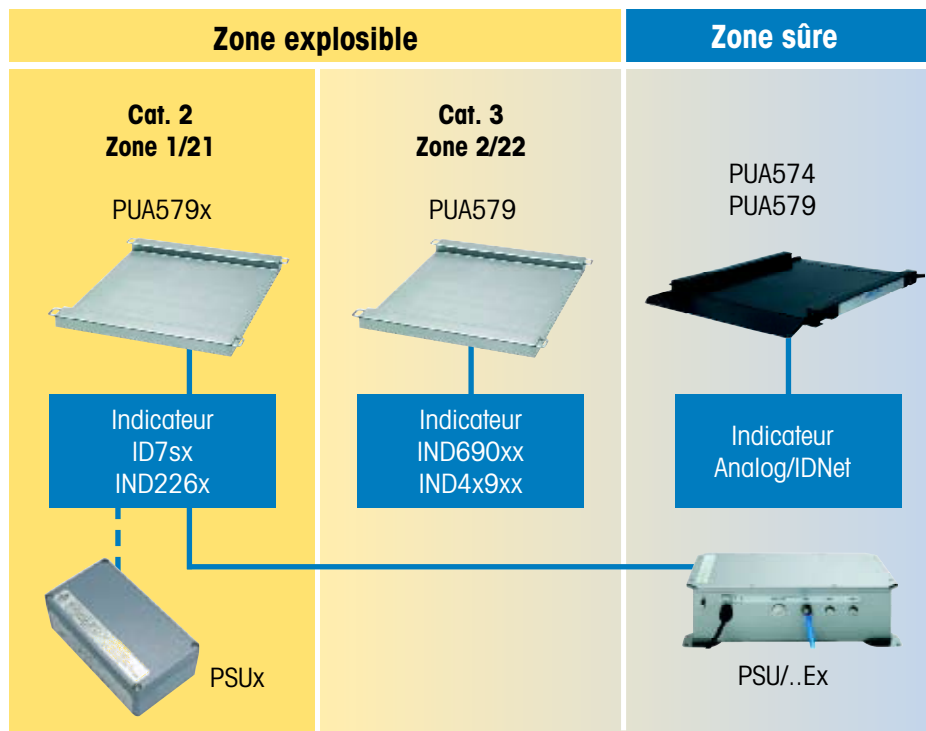 Zone explosible
Zone sûre
Cat. 2
Zone 1/21
PUA579x
Indicateur
ID7sx
IND226x
PSUx
Cat. 3
Zone 2/22
PUA579
Indicateur
IND690xx
IND4x9xx
PUA574
PUA579
Indicateur
Analog/IDNet
PSU/..Ex